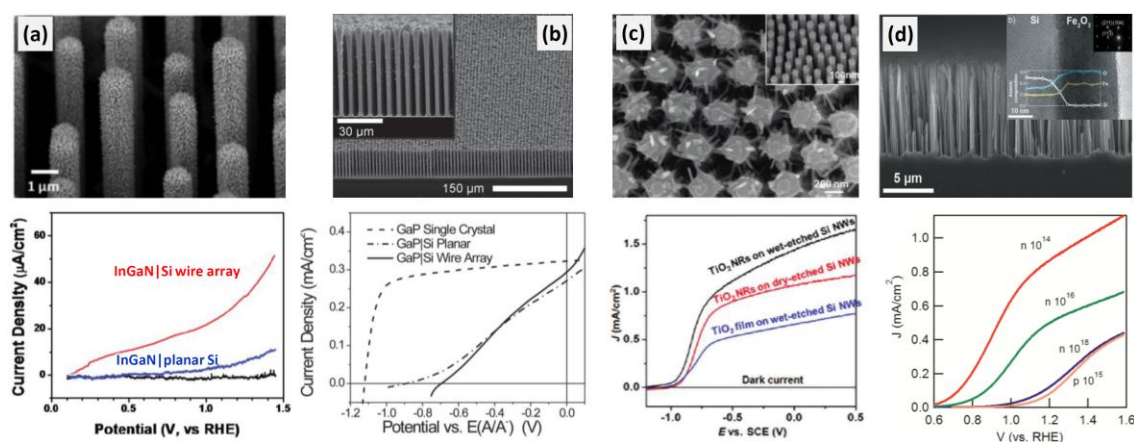 (a)
1 μm
(b)
30 μm
150 μm
(c)
100nm
200 nm
(d)
b)
Si
Fe2O3
10 nm
5 μm
Current Density (μA/cm²)
60
40
20
0
InGaN|Si wire array
InGaN|planar Si
0.0
0.5
1.0
1.5
Potential (V, vs RHE)
Current Density (mA/cm²)
0.4
0.3
0.2
0.1
0.0
GaP Single Crystal
GaP|Si Planar
GaP|Si Wire Array
-1.2
-1.0
-0.8
-0.6
-0.4
-0.2
0.0
Potential vs. E(A/A⁻) (V)
J (mA/cm²)
1.5
1.0
0.5
0.0
TiO2 NRs on wet-etched Si NWs
TiO2 NRs on dry-etched Si NWs
TiO2 film on wet-etched Si NWs
Dark current
-1.0
-0.5
0.0
0.5
E vs. SCE (V)
J (mA/cm²)
1.2
1.0
0.8
0.6
0.4
0.2
0.0
n 10¹⁴
n 10¹⁶
n 10¹⁸
p 10¹⁵
0.6
0.8
1.0
1.2
1.4
1.6
V (vs. RHE)